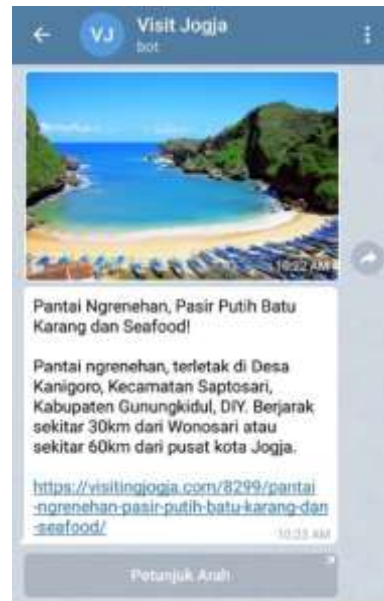 VJ
Visit Jogja
bot
10:22 AM
Pantai Ngrenehan, Pasir Putih Batu
Karang dan Seafood!
Pantai ngrenehan, terletak di Desa
Kanigoro, Kecamatan Saptosari,
Kabupaten Gunungkidul, DIY. Berjarak
sekitar 30km dari Wonosari atau
sekitar 60km dari pusat kota Jogja.
https://visitingjogja.com/8299/pantai
-ngrenehan-pasir-putih-batu-karang-dan
-seafood/
10:23 AM
Petunjuk Arah